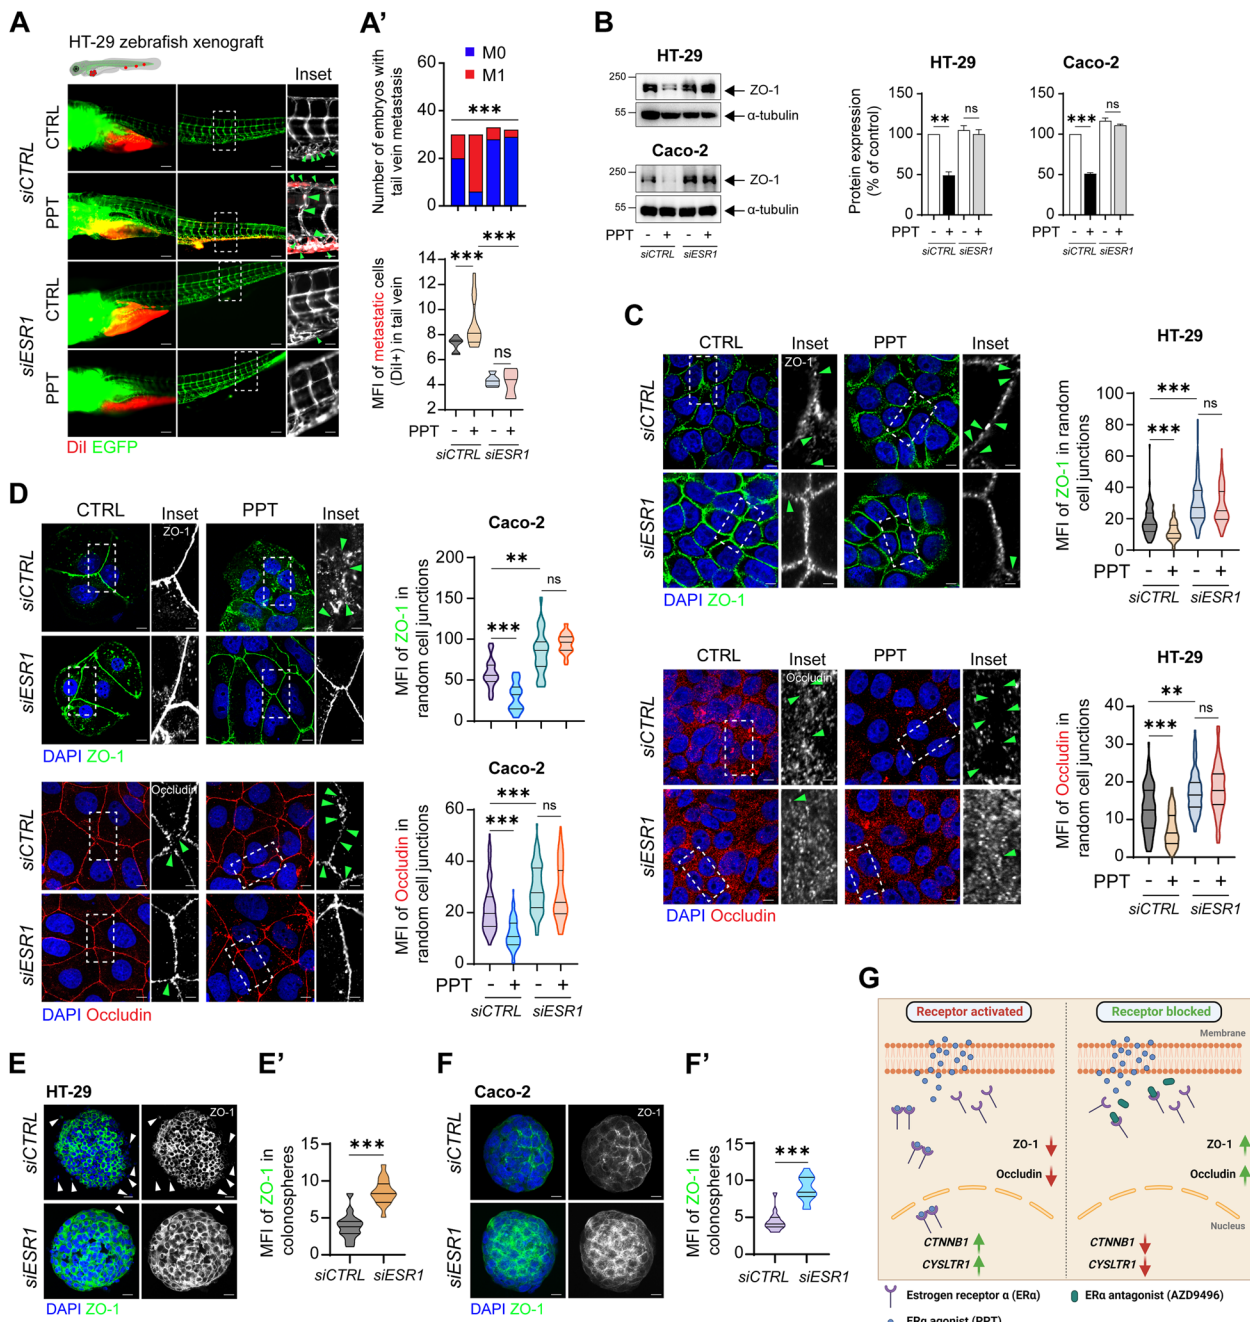 A
HT-29 zebrafish xenograft
Inset
siCTRL
CTRL
PPT
siESR1
CTRL
PPT
DiI EGFP
A'
M0
M1
Number of embryos with
tail vein metastasis
60
40
20
0
***
MFI of metastatic cells
(DiI+) in tail vein
14
12
10
8
6
4
2
***
***
ns
PPT - + - +
siCTRL siESR1
B
HT-29
250
ZO-1
55
α-tubulin
Caco-2
250
ZO-1
55
α-tubulin
PPT - + - +
siCTRL siESR1
Protein expression
(% of control)
HT-29
150
100
50
0
**
ns
PPT - + - +
siCTRL siESR1
Caco-2
150
100
50
0
***
ns
- + - +
siCTRL siESR1
C
CTRL Inset PPT Inset
ZO-1
siCTRL
siESR1
DAPI ZO-1
HT-29
MFI of ZO-1 in random
cell junctions
80
60
40
20
0
***
***
ns
PPT - + - +
siCTRL siESR1
CTRL Inset PPT Inset
Occludin
siCTRL
siESR1
DAPI Occludin
HT-29
MFI of Occludin in
random cell junctions
40
30
20
10
0
**
***
ns
PPT - + - +
siCTRL siESR1
D
CTRL Inset PPT Inset
ZO-1
siCTRL
siESR1
DAPI ZO-1
Caco-2
MFI of ZO-1 in
random cell junctions
200
150
100
50
0
**
***
ns
Occludin
siCTRL
siESR1
DAPI Occludin
Caco-2
MFI of Occludin in
random cell junctions
60
40
20
0
***
***
ns
PPT - + - +
siCTRL siESR1
E
HT-29
ZO-1
siCTRL
siESR1
DAPI ZO-1
E'
MFI of ZO-1 in
colonospheres
15
10
5
0
***
siCTRL siESR1
F
Caco-2
ZO-1
siCTRL
siESR1
DAPI ZO-1
F'
MFI of ZO-1 in
colonospheres
15
10
5
0
***
siCTRL siESR1
G
Receptor activated
Receptor blocked
Membrane
ZO-1
Occludin
ZO-1
Occludin
Nucleus
CTNNB1
CYSLTR1
CTNNB1
CYSLTR1
Estrogen receptor α (ERα)
ERα antagonist (AZD9496)
ERα agonist (PPT)